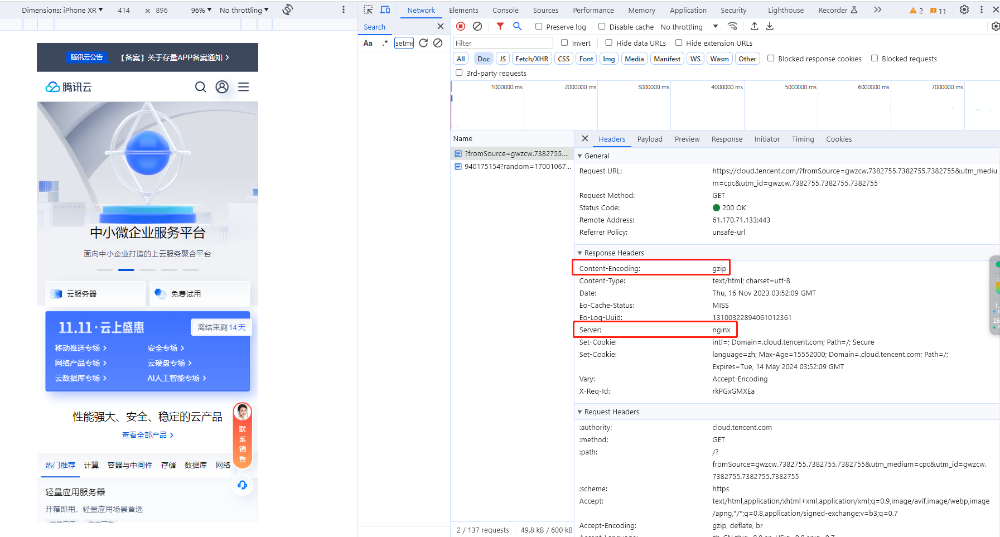 Dimensions: iPhone XR ▼ 414 × 896 96% ▼ No throttling ▼
腾讯云公告 【备案】关于存量APP备案通知 >
腾讯云
中小微企业服务平台
面向中小企业打造的上云服务聚合平台
云服务器 免费试用
11.11·云上盛惠 离结束剩 14 天
移动推送专场 > 安全专场 >
网络产品专场 > 云硬盘专场 >
云数据库专场 > AI人工智能专场 >
性能强大、安全、稳定的云产品
查看全部产品 >
联系销售
热门推荐 计算 容器与中间件 存储 数据库 网络
轻量应用服务器
开箱即用，轻量应用场景首选
Network Elements Console Sources Performance Memory Application Security Lighthouse Recorder 2 11
Search
Aa .* setme
Preserve log Disable cache No throttling
Filter Invert Hide data URLs Hide extension URLs
All Doc JS Fetch/XHR CSS Font Img Media Manifest WS Wasm Other Blocked response cookies Blocked requests
3rd-party requests
1000000 ms 2000000 ms 3000000 ms 4000000 ms 5000000 ms 6000000 ms 7000000 ms
Name
?fromSource=gwzcw.7382755....
940175154?random=17001067...
2 / 137 requests 49.8 kB / 600 kB
Headers Payload Preview Response Initiator Timing Cookies
General
Request URL: https://cloud.tencent.com/?fromSource=gwzcw.7382755.7382755.7382755&utm_mediu
m=cpc&utm_id=gwzcw.7382755.7382755.7382755
Request Method: GET
Status Code: 200 OK
Remote Address: 61.170.71.133:443
Referrer Policy: unsafe-url
Response Headers
Content-Encoding: gzip
Content-Type: text/html; charset=utf-8
Date: Thu, 16 Nov 2023 03:52:09 GMT
Eo-Cache-Status: MISS
Eo-Log-Uuid: 13100322894061012361
Server: nginx
Set-Cookie: intl=; Domain=.cloud.tencent.com; Path=/; Secure
Set-Cookie: language=zh; Max-Age=15552000; Domain=.cloud.tencent.com; Path=/;
Expires=Tue, 14 May 2024 03:52:09 GMT
Vary: Accept-Encoding
X-Req-Id: rkPGxGMXEa
Request Headers
:authority: cloud.tencent.com
:method: GET
:path: /?
fromSource=gwzcw.7382755.7382755.7382755&utm_medium=cpc&utm_id=gwzcw.
7382755.7382755.7382755
:scheme: https
Accept: text/html,application/xhtml+xml,application/xml;q=0.9,image/avif,image/webp,image
/apng,*/*;q=0.8,application/signed-exchange;v=b3;q=0.7
Accept-Encoding: gzip, deflate, br